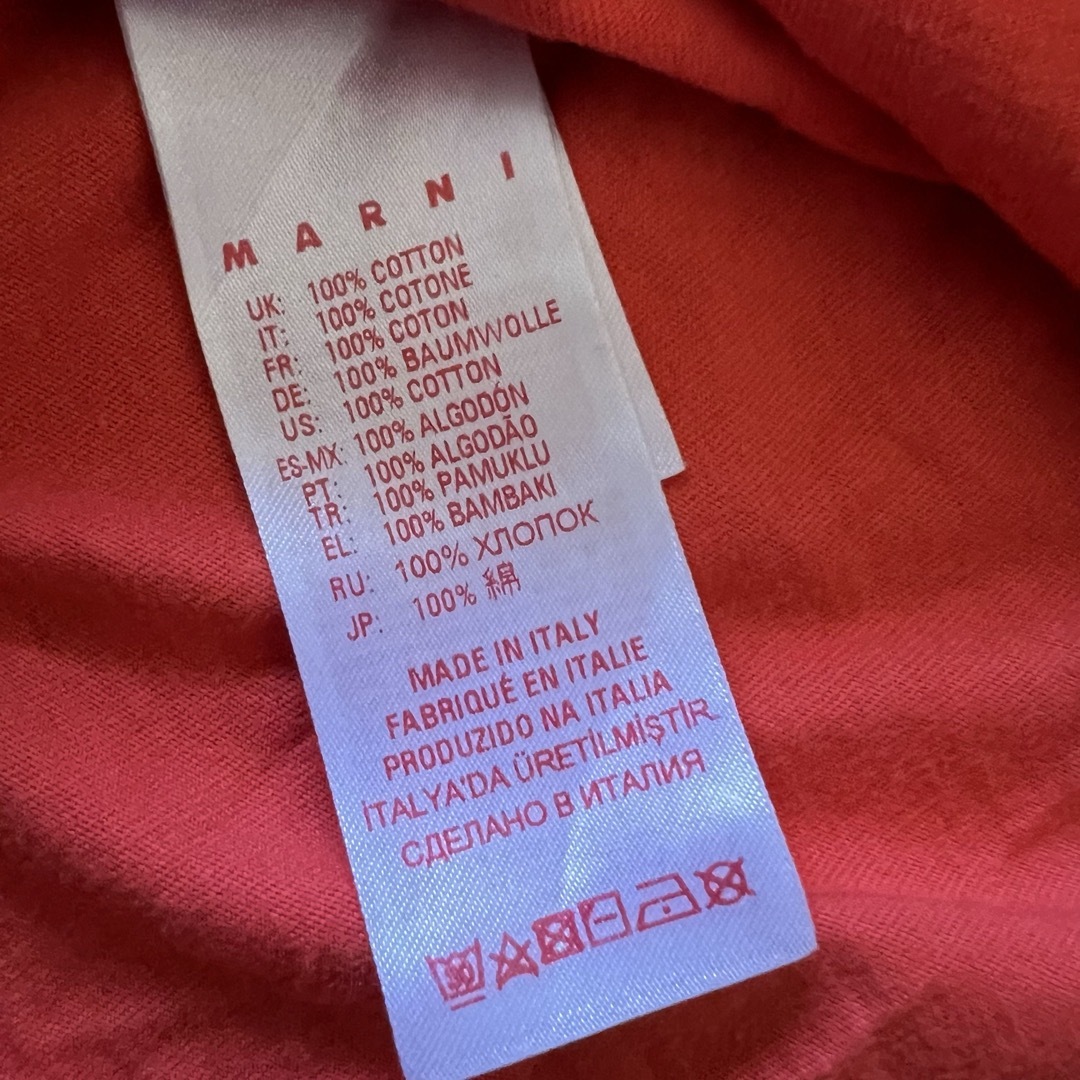 MARNI
UK: 100% COTTON
IT: 100% COTONE
FR: 100% COTON
DE: 100% BAUMWOLLE
US: 100% COTTON
ES-MX: 100% ALGODÓN
PT: 100% ALGODÃO
TR: 100% PAMUKLU
EL: 100% BAMBAKI
RU: 100% ХЛОПОК
JP: 100% 綿
MADE IN ITALY
FABRIQUÉ EN ITALIE
PRODUZIDO NA ITALIA
İTALYA'DA ÜRETİLMİŞTİR
СДЕЛАНО В ИТАЛИЯ
30